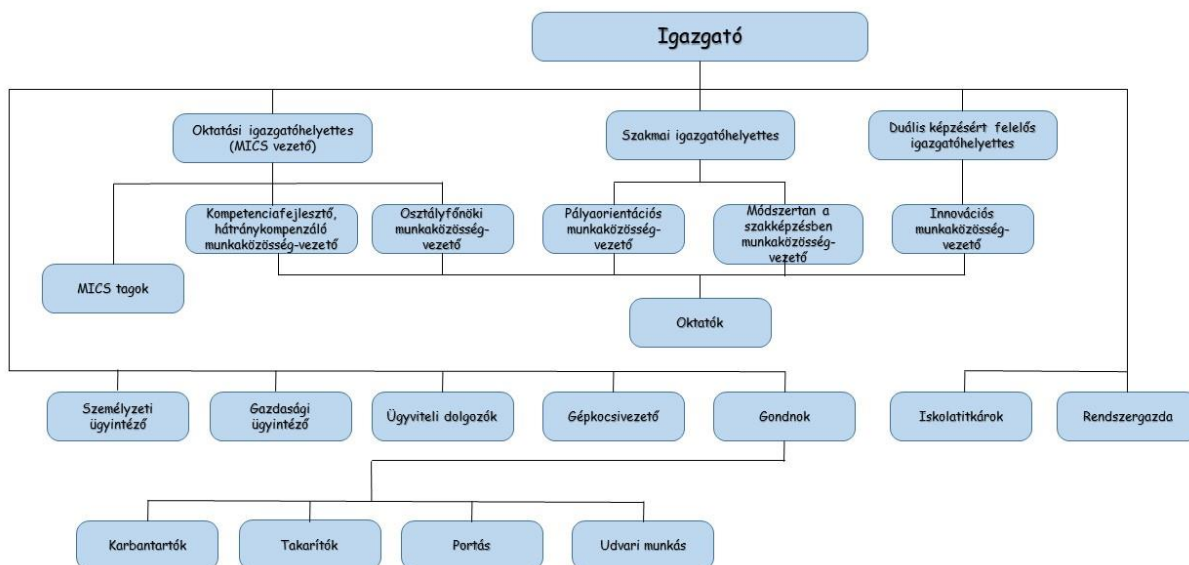 Igazgató
Oktatási igazgatóhelyettes
(MICS vezető)
Szakmai igazgatóhelyettes
Duális képzésért felelős
igazgatóhelyettes
Kompetenciafejlesztő,
hátránykompenzáló
munkaközösség-vezető
Osztályfőnöki
munkaközösség-
vezető
Pályaorientációs
munkaközösség-
vezető
Módszertan a
szakképzésben
munkaközösség-
vezető
Innovációs
munkaközösség-
vezető
MICS tagok
Oktatók
Személyzeti
ügyintéző
Gazdasági
ügyintéző
Ügyviteli dolgozók
Gépkocsivezető
Gondnok
Iskolatitkárok
Rendszergazda
Karbantartók
Takarítók
Portás
Udvari munkás